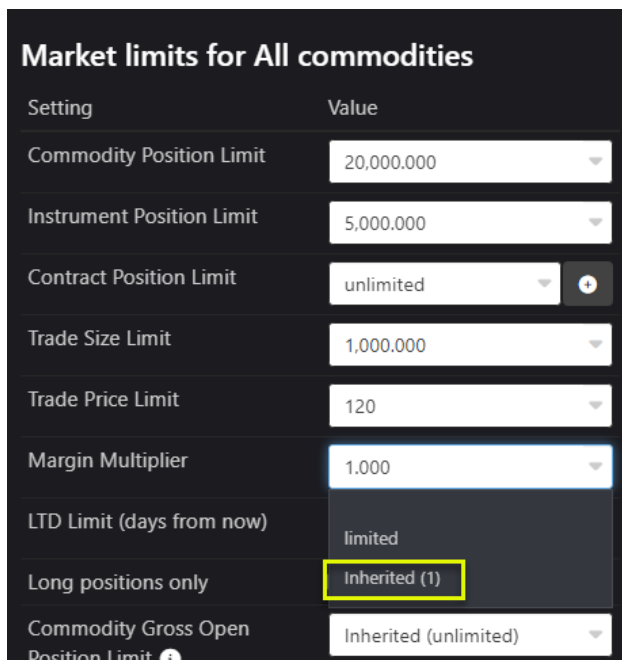 Market limits for All commodities
Setting Value
Commodity Position Limit 20,000.000
Instrument Position Limit 5,000.000
Contract Position Limit unlimited
Trade Size Limit 1,000.000
Trade Price Limit 120
Margin Multiplier 1.000
LTD Limit (days from now) limited
Long positions only Inherited (1)
Commodity Gross Open Inherited (unlimited)
Position Limit